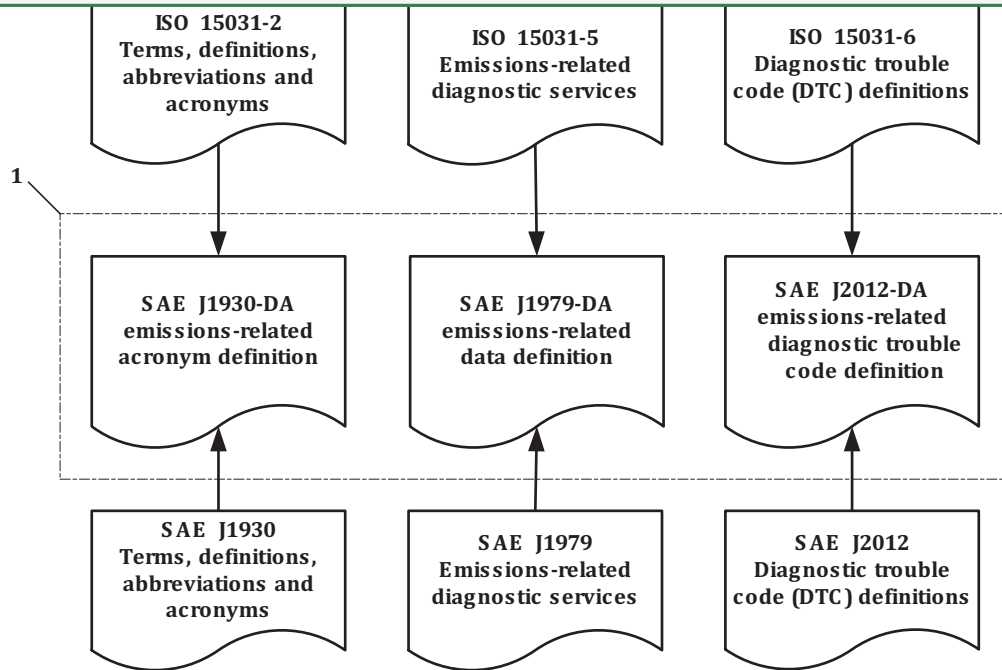 ISO 15031-2
Terms, definitions,
abbreviations and
acronyms
ISO 15031-5
Emissions-related
diagnostic services
ISO 15031-6
Diagnostic trouble
code (DTC) definitions
1
SAE J1930-DA
emissions-related
acronym definition
SAE J1979-DA
emissions-related
data definition
SAE J2012-DA
emissions-related
diagnostic trouble
code definition
SAE J1930
Terms, definitions,
abbreviations and
acronyms
SAE J1979
Emissions-related
diagnostic services
SAE J2012
Diagnostic trouble
code (DTC) definitions